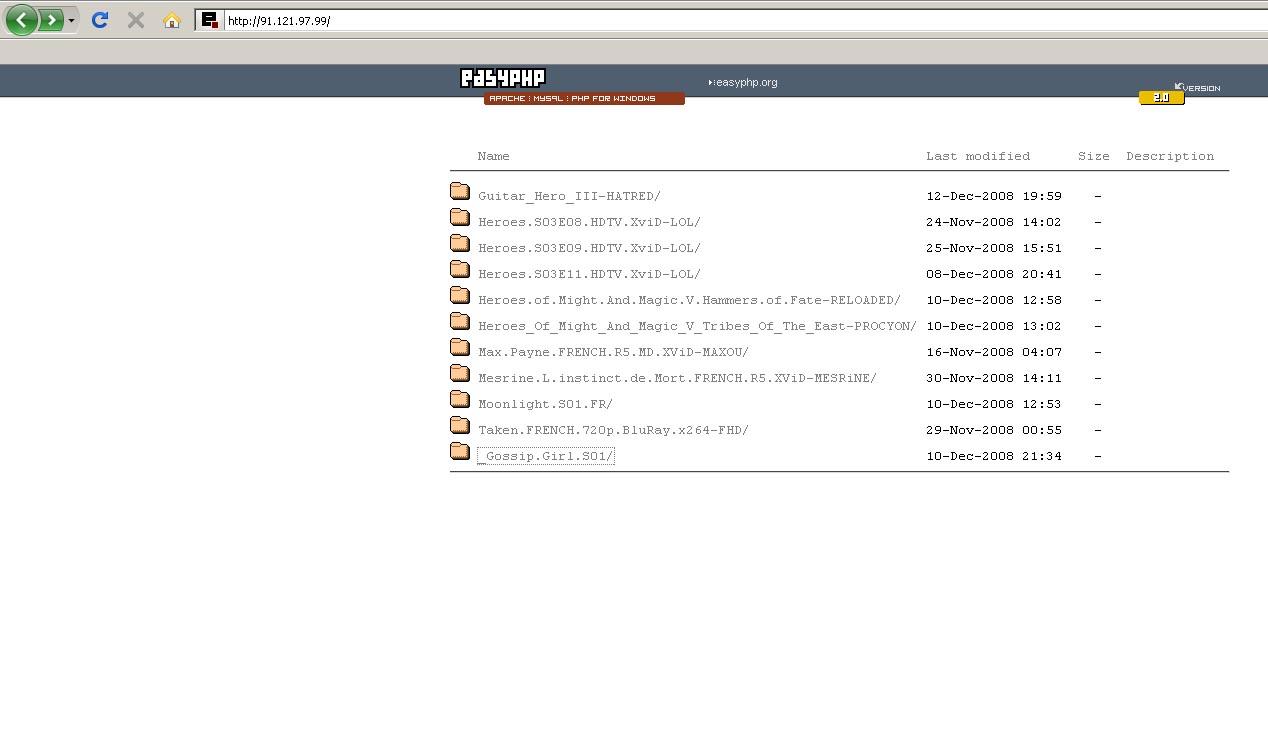 http://91.121.97.99/
EASYPHP
:easyphp.org
APACHE : MYSQL : PHP FOR WINDOWS
2.0 VERSION
Name Last modified Size Description
Guitar_Hero_III-HATRED/ 12-Dec-2008 19:59 -
Heroes.S03E08.HDTV.XviD-LOL/ 24-Nov-2008 14:02 -
Heroes.S03E09.HDTV.XviD-LOL/ 25-Nov-2008 15:51 -
Heroes.S03E11.HDTV.XviD-LOL/ 08-Dec-2008 20:41 -
Heroes.of.Might.And.Magic.V.Hammers.of.Fate-RELOADED/ 10-Dec-2008 12:58 -
Heroes_Of_Might_And_Magic_V_Tribes_Of_The_East-PROCYON/ 10-Dec-2008 13:02 -
Max.Payne.FRENCH.R5.MD.XViD-MAXOU/ 16-Nov-2008 04:07 -
Mesrine.L.instinct.de.Mort.FRENCH.R5.XViD-MESRiNE/ 30-Nov-2008 14:11 -
Moonlight.S01.FR/ 10-Dec-2008 12:53 -
Taken.FRENCH.720p.BluRay.x264-FHD/ 29-Nov-2008 00:55 -
_Gossip.Girl.S01/ 10-Dec-2008 21:34 -